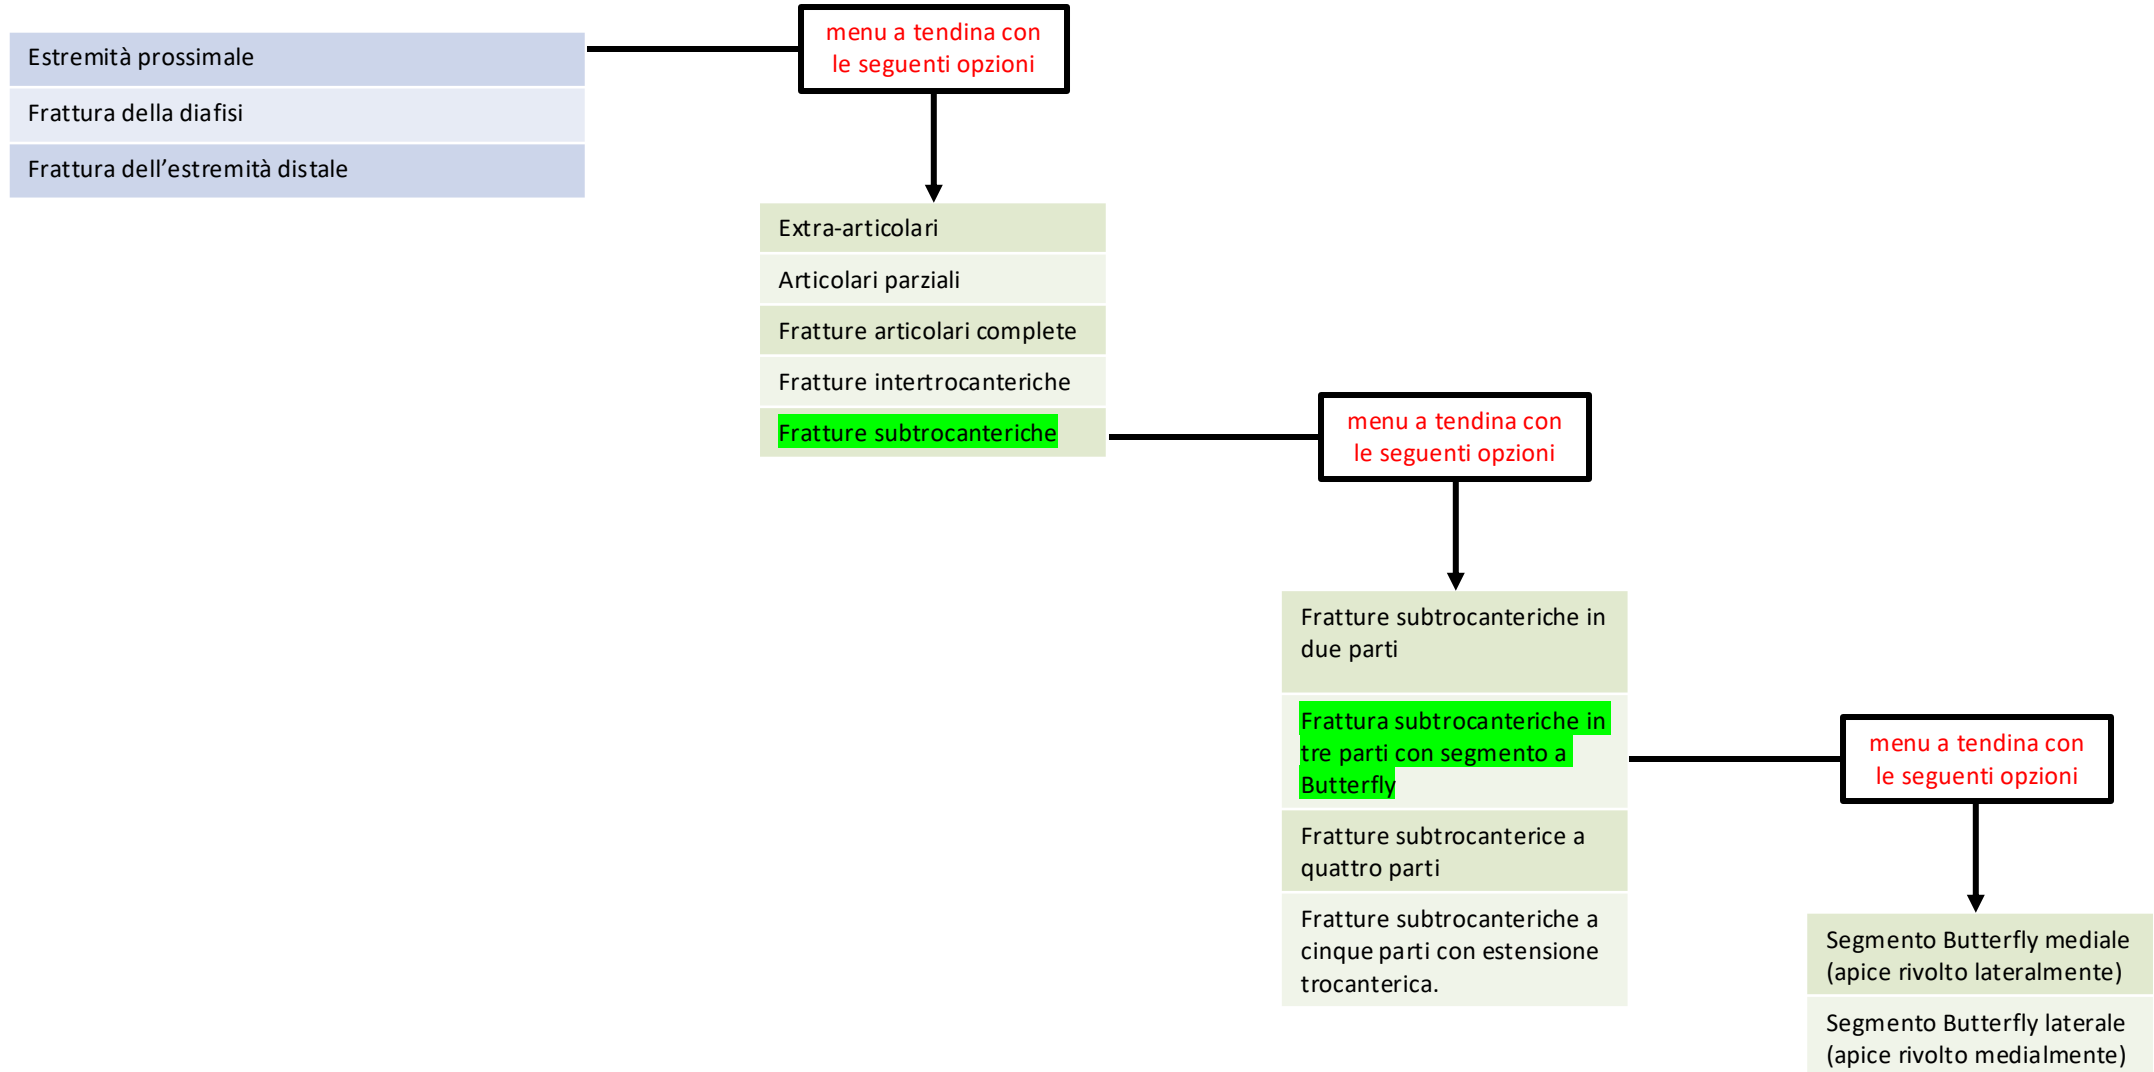 Estremità prossimale
Frattura della diafisi
Frattura dell’estremità distale
menu a tendina con
le seguenti opzioni
Extra-articolari
Articolari parziali
Fratture articolari complete
Fratture intertrocanteriche
Fratture subtrocanteriche
menu a tendina con
le seguenti opzioni
Fratture subtrocanteriche in
due parti
Frattura subtrocanteriche in
tre parti con segmento a
Butterfly
Fratture subtrocanterice a
quattro parti
Fratture subtrocanteriche a
cinque parti con estensione
trocanterica.
menu a tendina con
le seguenti opzioni
Segmento Butterfly mediale
(apice rivolto lateralmente)
Segmento Butterfly laterale
(apice rivolto medialmente)